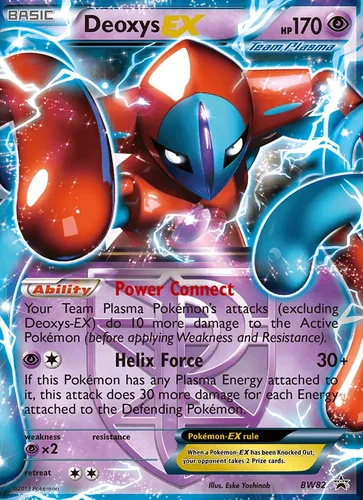 BASIC
Deoxys EX
HP170
Team Plasma
Ability Power Connect
Your Team Plasma Pokémon's attacks (excluding
Deoxys-EX) do 10 more damage to the Active
Pokémon (before applying Weakness and Resistance).
Helix Force 30+
If this Pokémon has any Plasma Energy attached to
it, this attack does 30 more damage for each Energy
attached to the Defending Pokémon.
weakness resistance
×2
retreat
Pokémon-EX rule
When a Pokémon-EX has been Knocked Out,
your opponent takes 2 Prize cards.
©2013 Pokémon
Illus. Eske Yoshinob
BW82